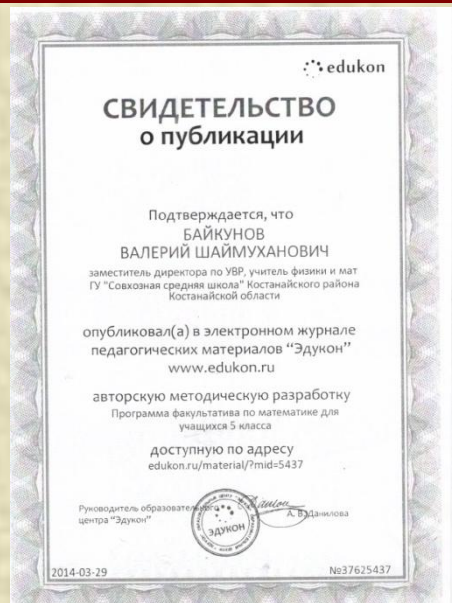 edukon
СВИДЕТЕЛЬСТВО
о публикации
Подтверждается, что
БАЙКУНОВ
ВАЛЕРИЙ ШАЙМУХАНОВИЧ
заместитель директора по УВР, учитель физики и мат
ГУ "Совхозная средняя школа" Костанайского района
Костанайской области
опубликовал(а) в электронном журнале
педагогических материалов “Эдукон”
www.edukon.ru
авторскую методическую разработку
Программа факультатива по математике для
учащихся 5 класса
доступную по адресу
edukon.ru/material/?mid=5437
Руководитель образовательного
центра “Эдукон”
А. В. Данилова
ЭДУКОН
2014-03-29
№37625437